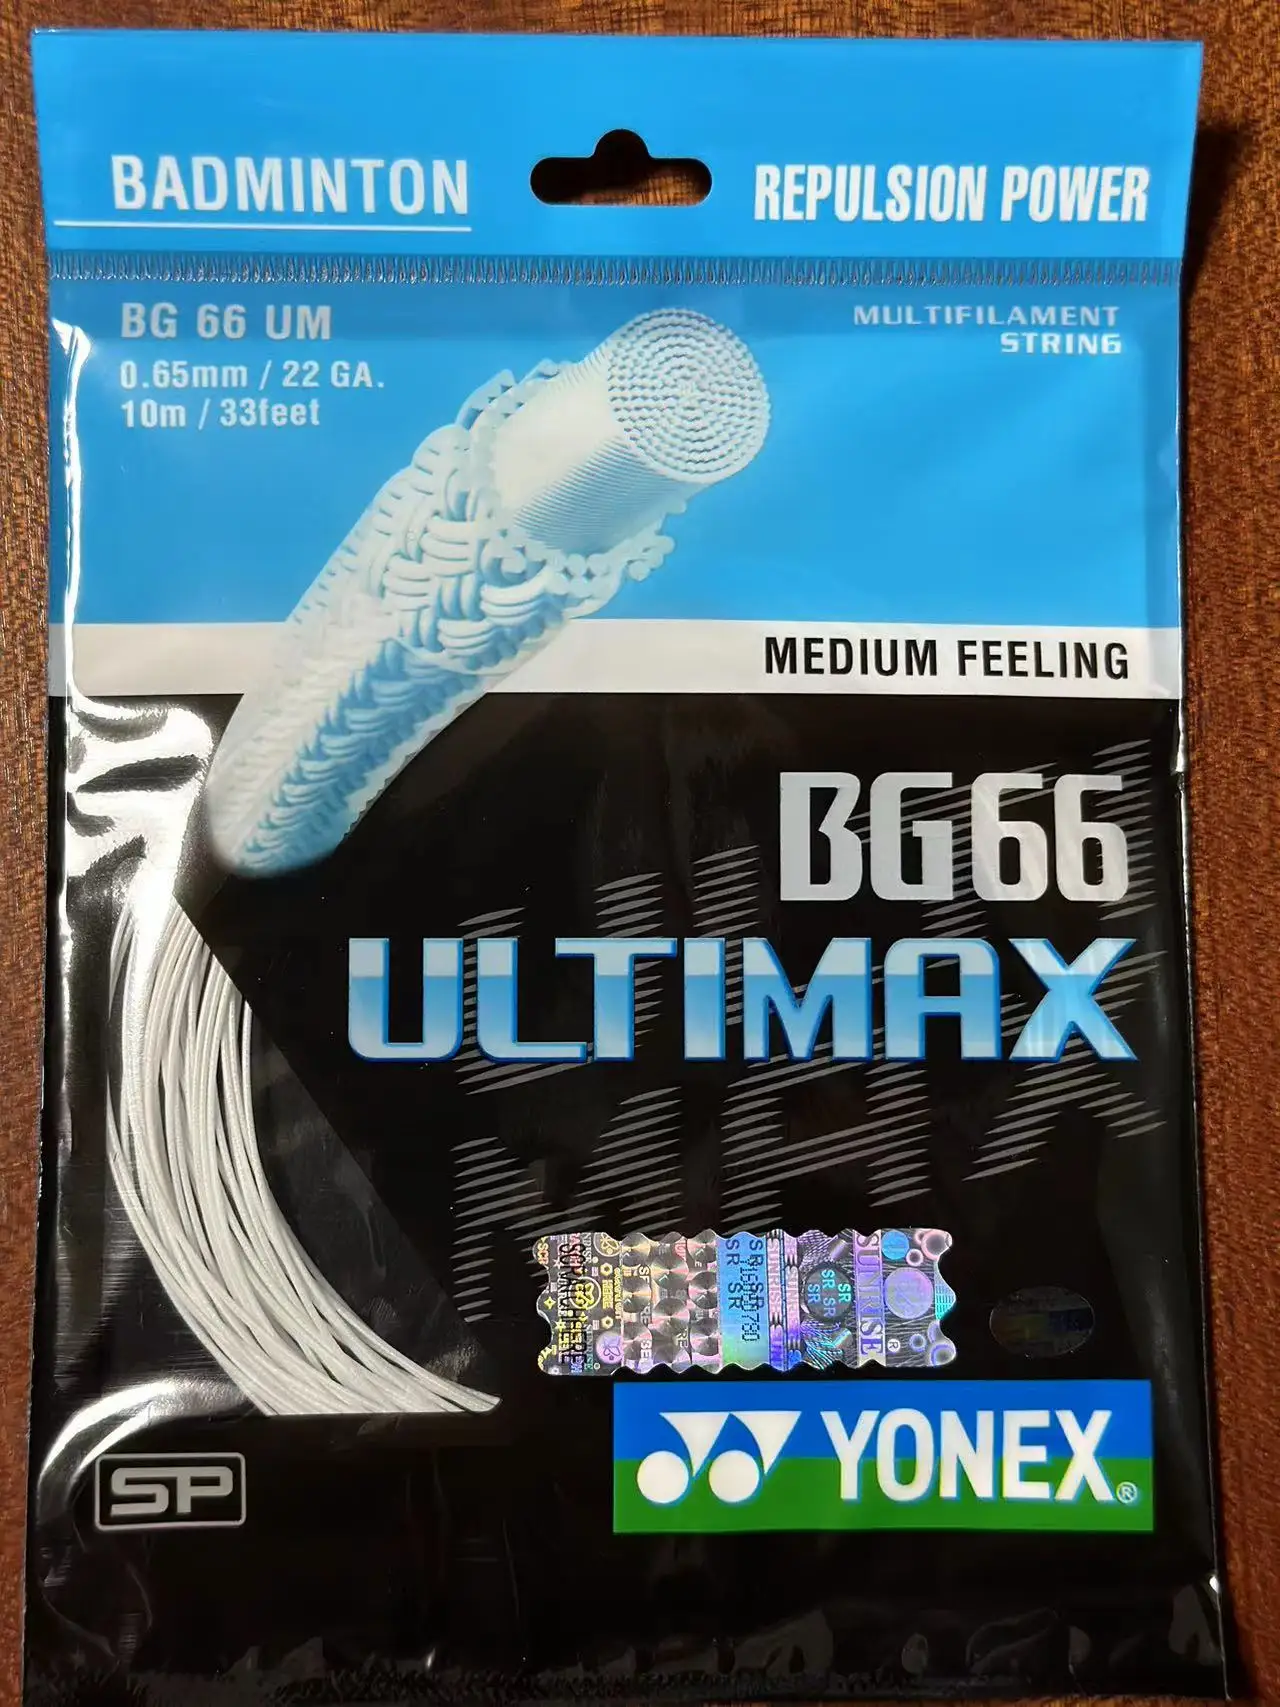 BADMINTON
REPULSION POWER
BG 66 UM
0.65mm / 22 GA.
10m / 33feet
MULTIFILAMENT
STRING
MEDIUM FEELING
BG66
ULTIMAX
SUNRISE
SR
SP
YONEX®